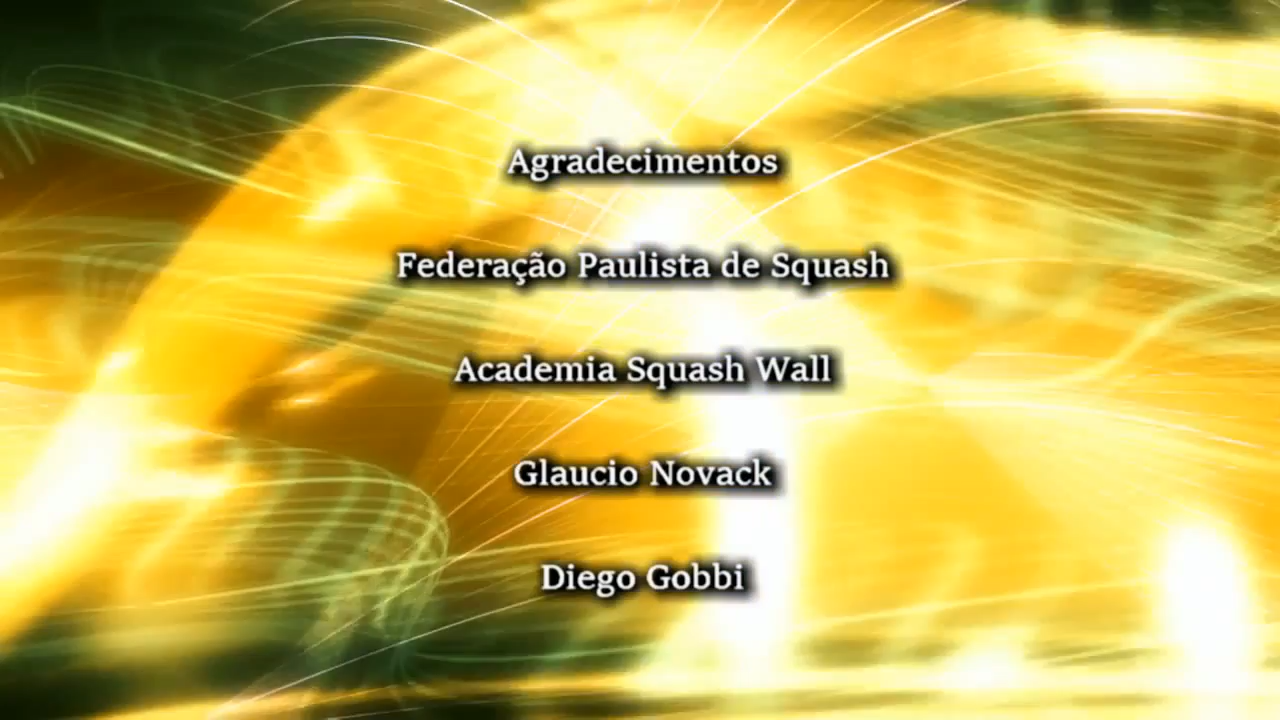 Agradecimentos
Federação Paulista de Squash
Academia Squash Wall
Glaucio Novack
Diego Gobbi